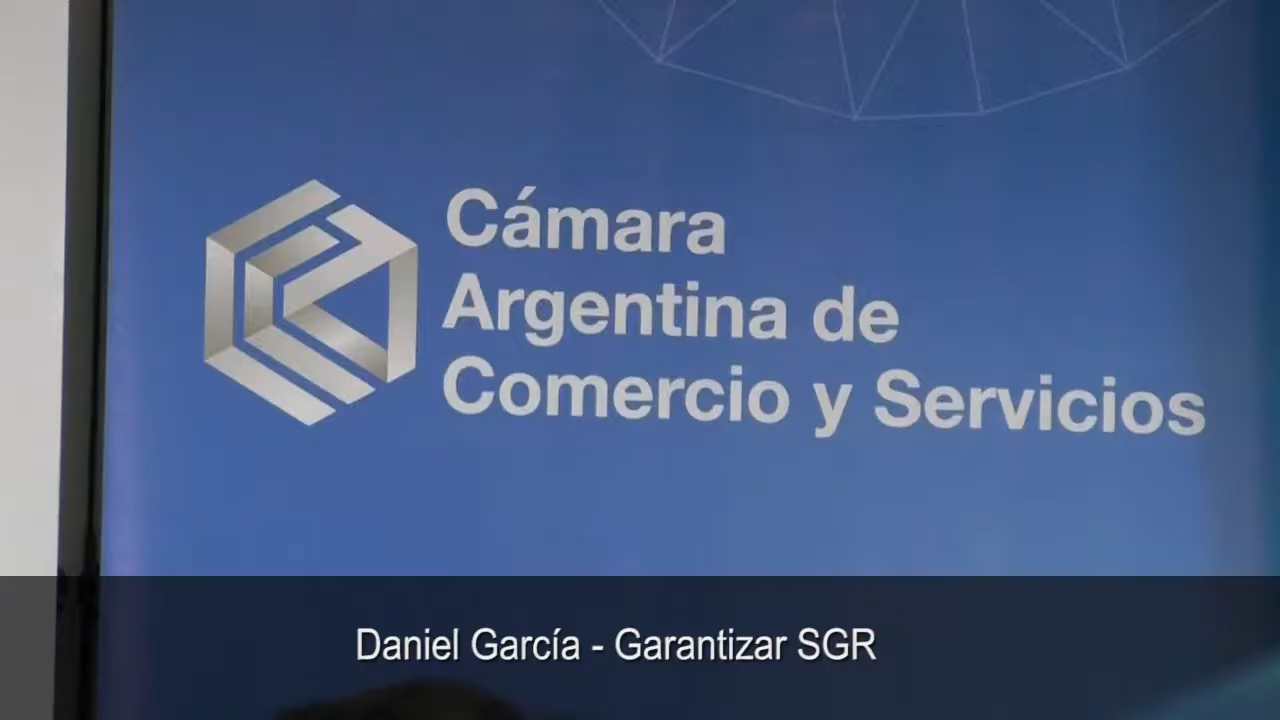 Cámara
Argentina de
Comercio y Servicios
Daniel García - Garantizar SGR